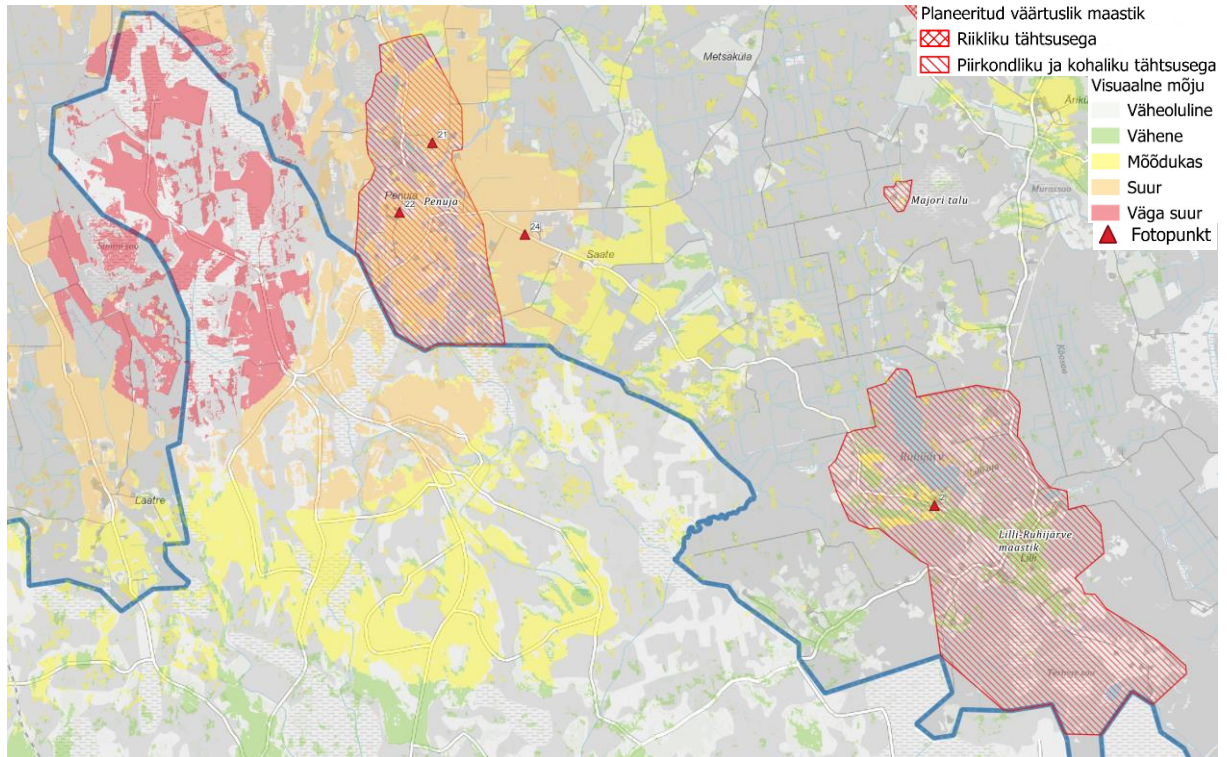 Planeeritud väärtuslik maastik
Riikliku tähtsusega
Piirkondliku ja kohaliku tähtsusega
Visuaalne mõju
Väheoluline
Vähene
Mõõdukas
Suur
Väga suur
Fotopunkt
Metsaküla
21
Penuja
22
Penuja
24
Saate
Majori talu
Murassuu
Laatre
Ruhijärv
2
Lilli-Ruhijärve
maastik
Lilli